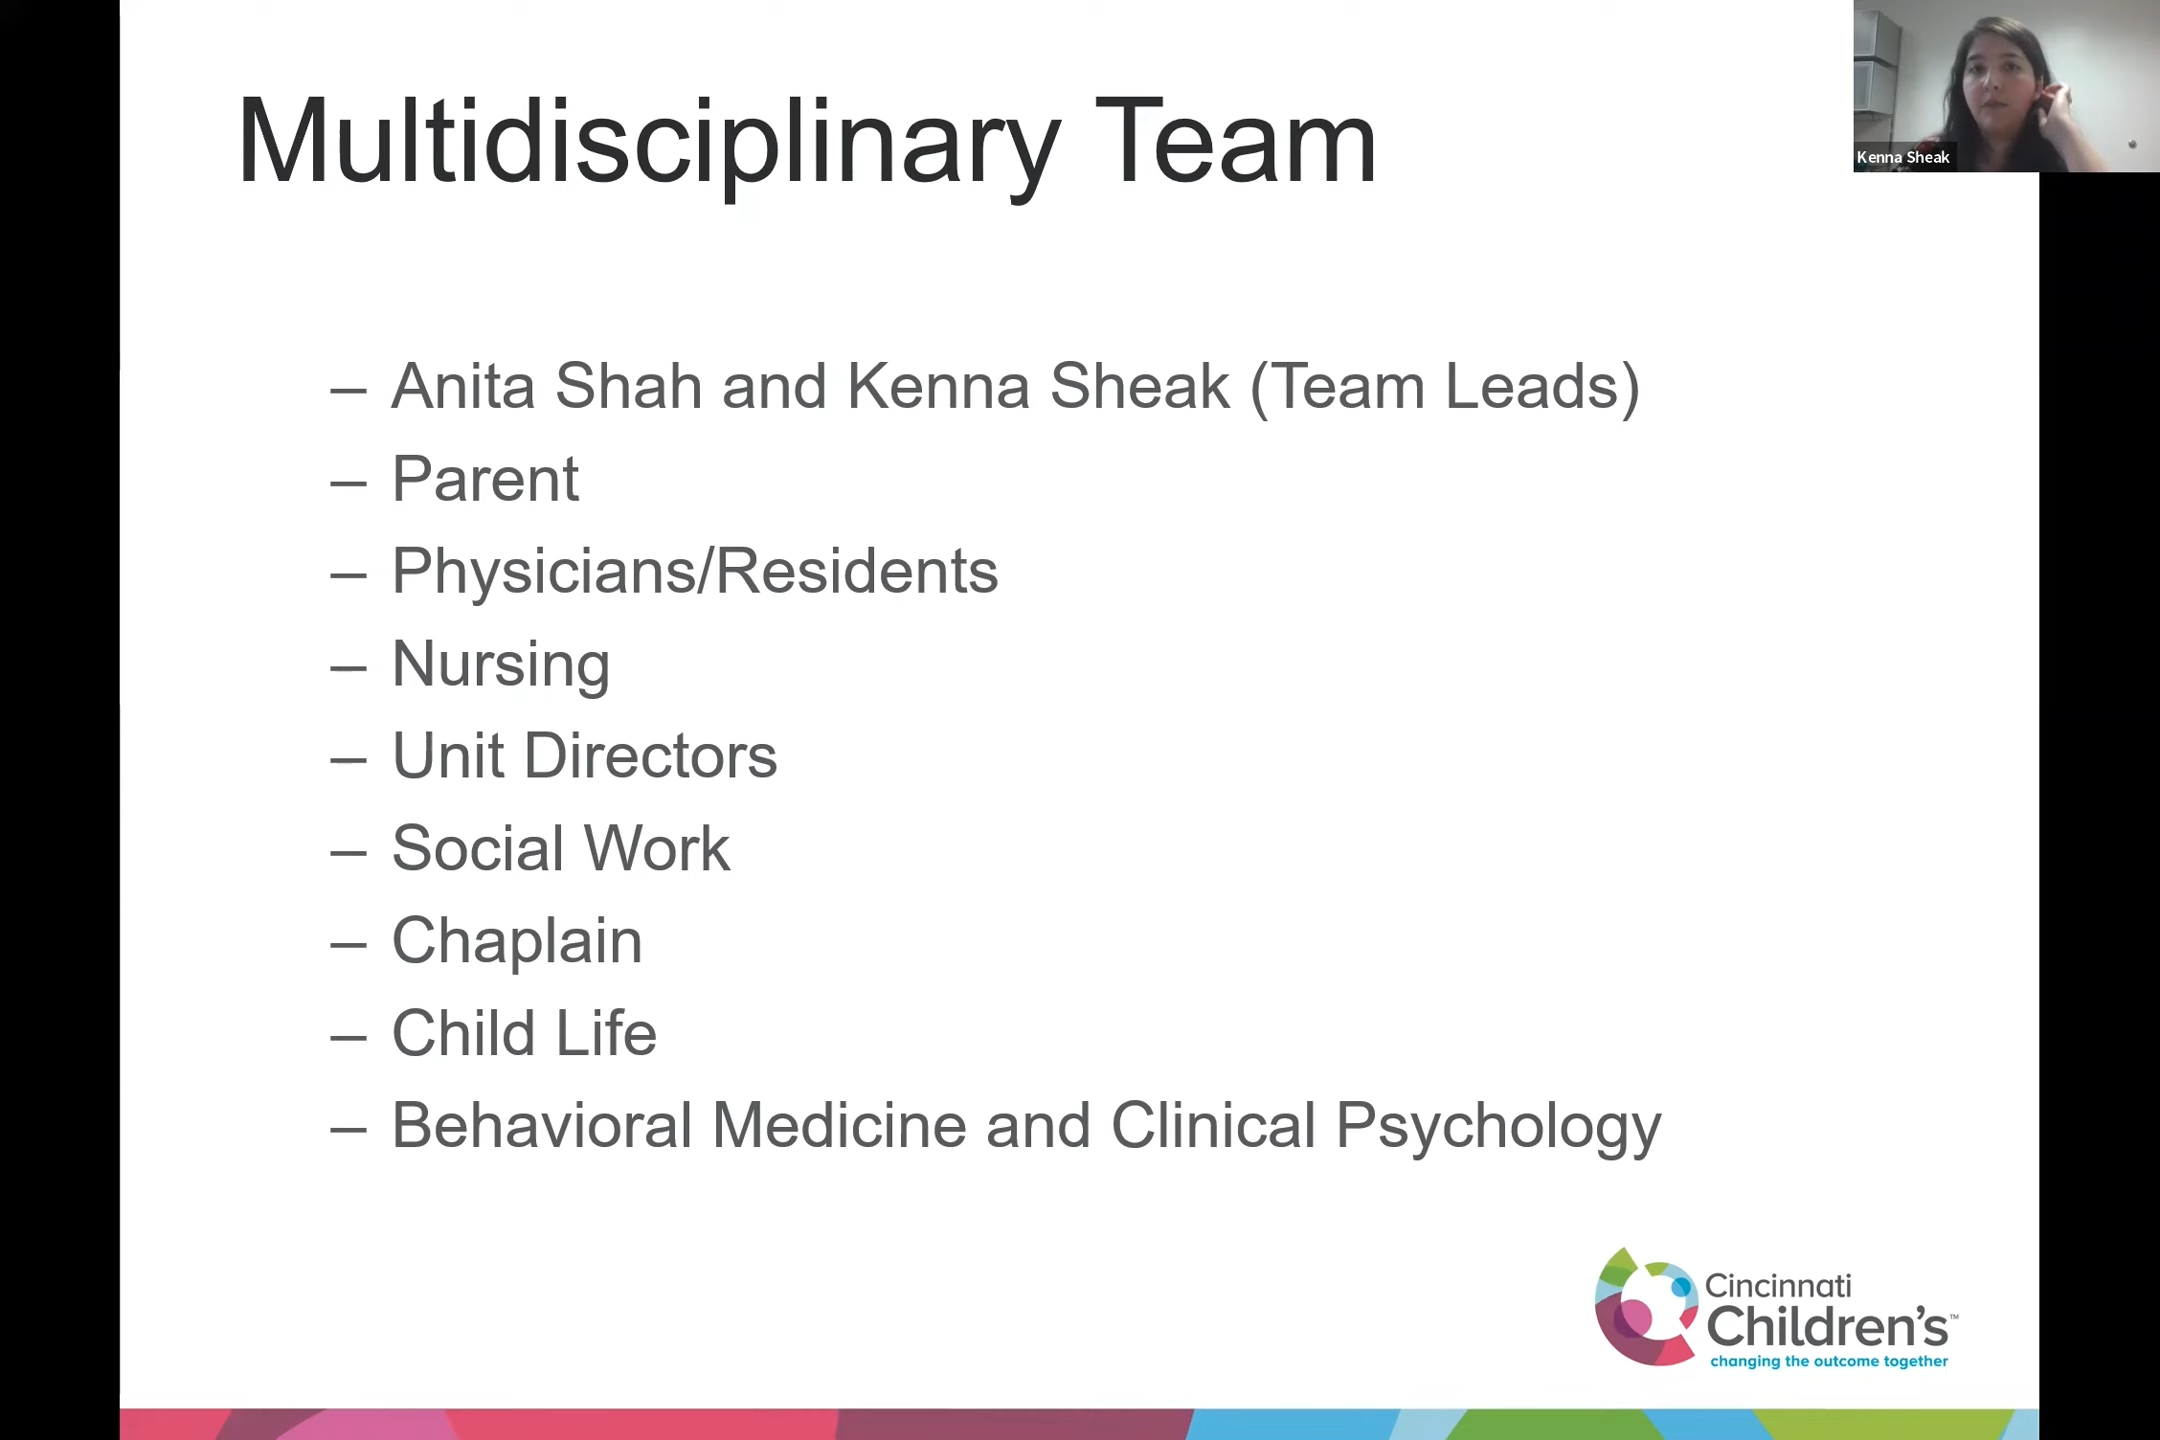 Multidisciplinary Team
Kenna Sheak
– Anita Shah and Kenna Sheak (Team Leads)
– Parent
– Physicians/Residents
– Nursing
– Unit Directors
– Social Work
– Chaplain
– Child Life
– Behavioral Medicine and Clinical Psychology
Cincinnati
Children's™
changing the outcome together